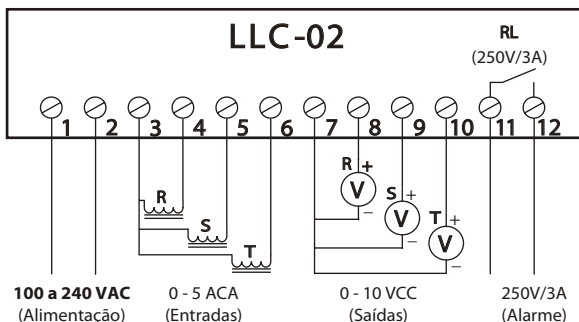 LLC-02
RL
(250V/3A)
1 2 3 4 5 6 7 8 9 10 11 12
R
S
T
R +
V
−
S +
V
−
T +
V
−
100 a 240 VAC
(Alimentação)
0 - 5 ACA
(Entradas)
0 - 10 VCC
(Saídas)
250V/3A
(Alarme)